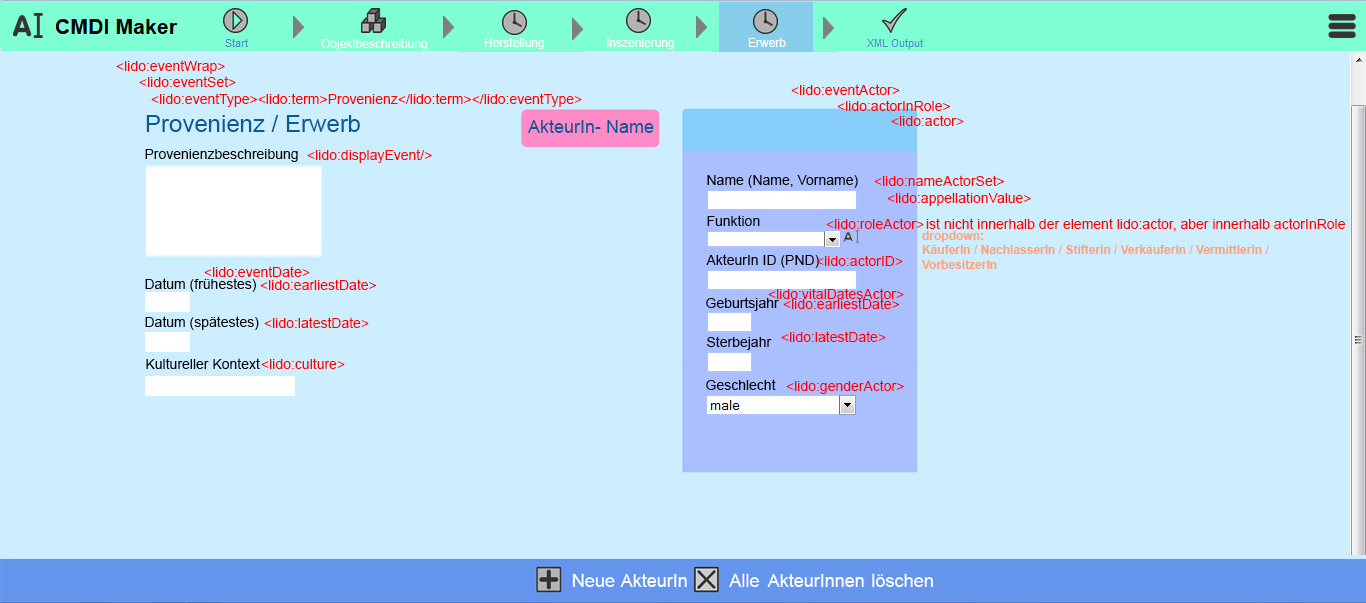 AI CMDI Maker
Start
Objektbeschreibung
Herstellung
Inszenierung
Erwerb
XML Output
<lido:eventWrap>
<lido:eventSet>
<lido:eventType><lido:term>Provenienz</lido:term></lido:eventType>
Provenienz / Erwerb
Provenienzbeschreibung <lido:displayEvent/>
<lido:eventDate>
Datum (frühestes) <lido:earliestDate>
Datum (spätestes) <lido:latestDate>
Kultureller Kontext <lido:culture>
AkteurIn- Name
<lido:eventActor>
<lido:actorInRole>
<lido:actor>
Name (Name, Vorname) <lido:nameActorSet>
<lido:appellationValue>
Funktion <lido:roleActor> ist nicht innerhalb der element lido:actor, aber innerhalb actorInRole
AI
dropdown:
KäuferIn / NachlasserIn / StifterIn / VerkäuferIn / VermittlerIn /
VorbesitzerIn
AkteurIn ID (PND) <lido:actorID>
<lido:vitalDatesActor>
Geburtsjahr <lido:earliestDate>
Sterbejahr <lido:latestDate>
Geschlecht <lido:genderActor>
male
Neue AkteurIn Alle AkteurInnen löschen